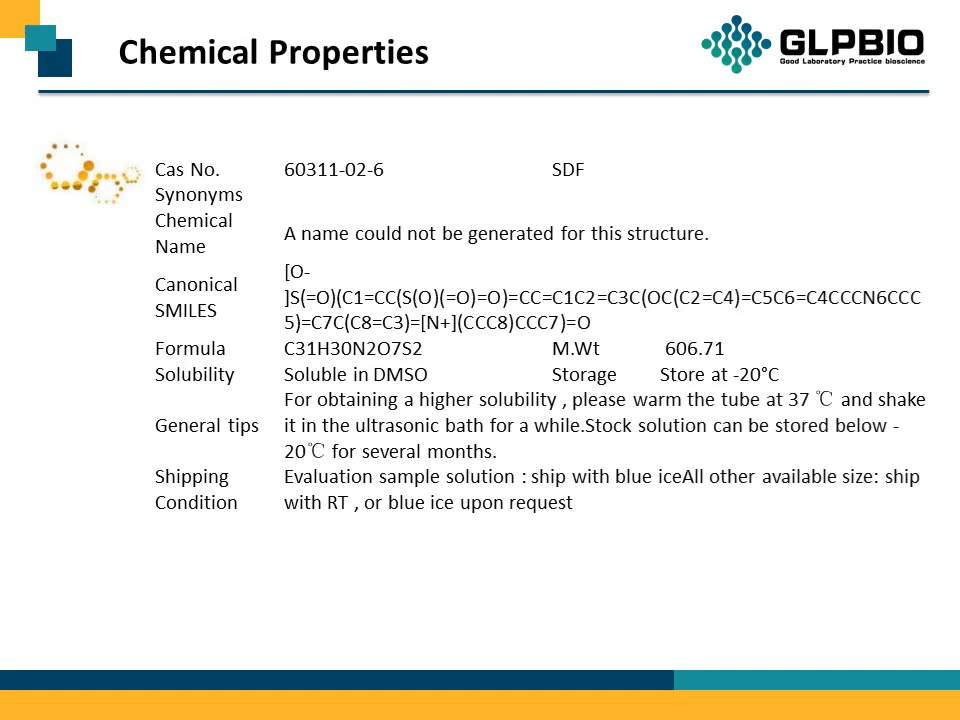 Chemical Properties
GLPBIO
Good Laboratory Practice bioscience
Cas No. 60311-02-6 SDF
Synonyms
Chemical
Name
A name could not be generated for this structure.
Canonical
SMILES
[O-
]S(=O)(C1=CC(S(O)(=O)=O)=CC=C1C2=C3C(OC(C2=C4)=C5C6=C4CCCN6CCC
5)=C7C(C8=C3)=[N+](CCC8)CCC7)=O
Formula C31H30N2O7S2 M.Wt 606.71
Solubility Soluble in DMSO Storage Store at -20°C
General tips
For obtaining a higher solubility , please warm the tube at 37 ℃ and shake
it in the ultrasonic bath for a while.Stock solution can be stored below -
20℃ for several months.
Shipping
Condition
Evaluation sample solution : ship with blue iceAll other available size: ship
with RT , or blue ice upon request